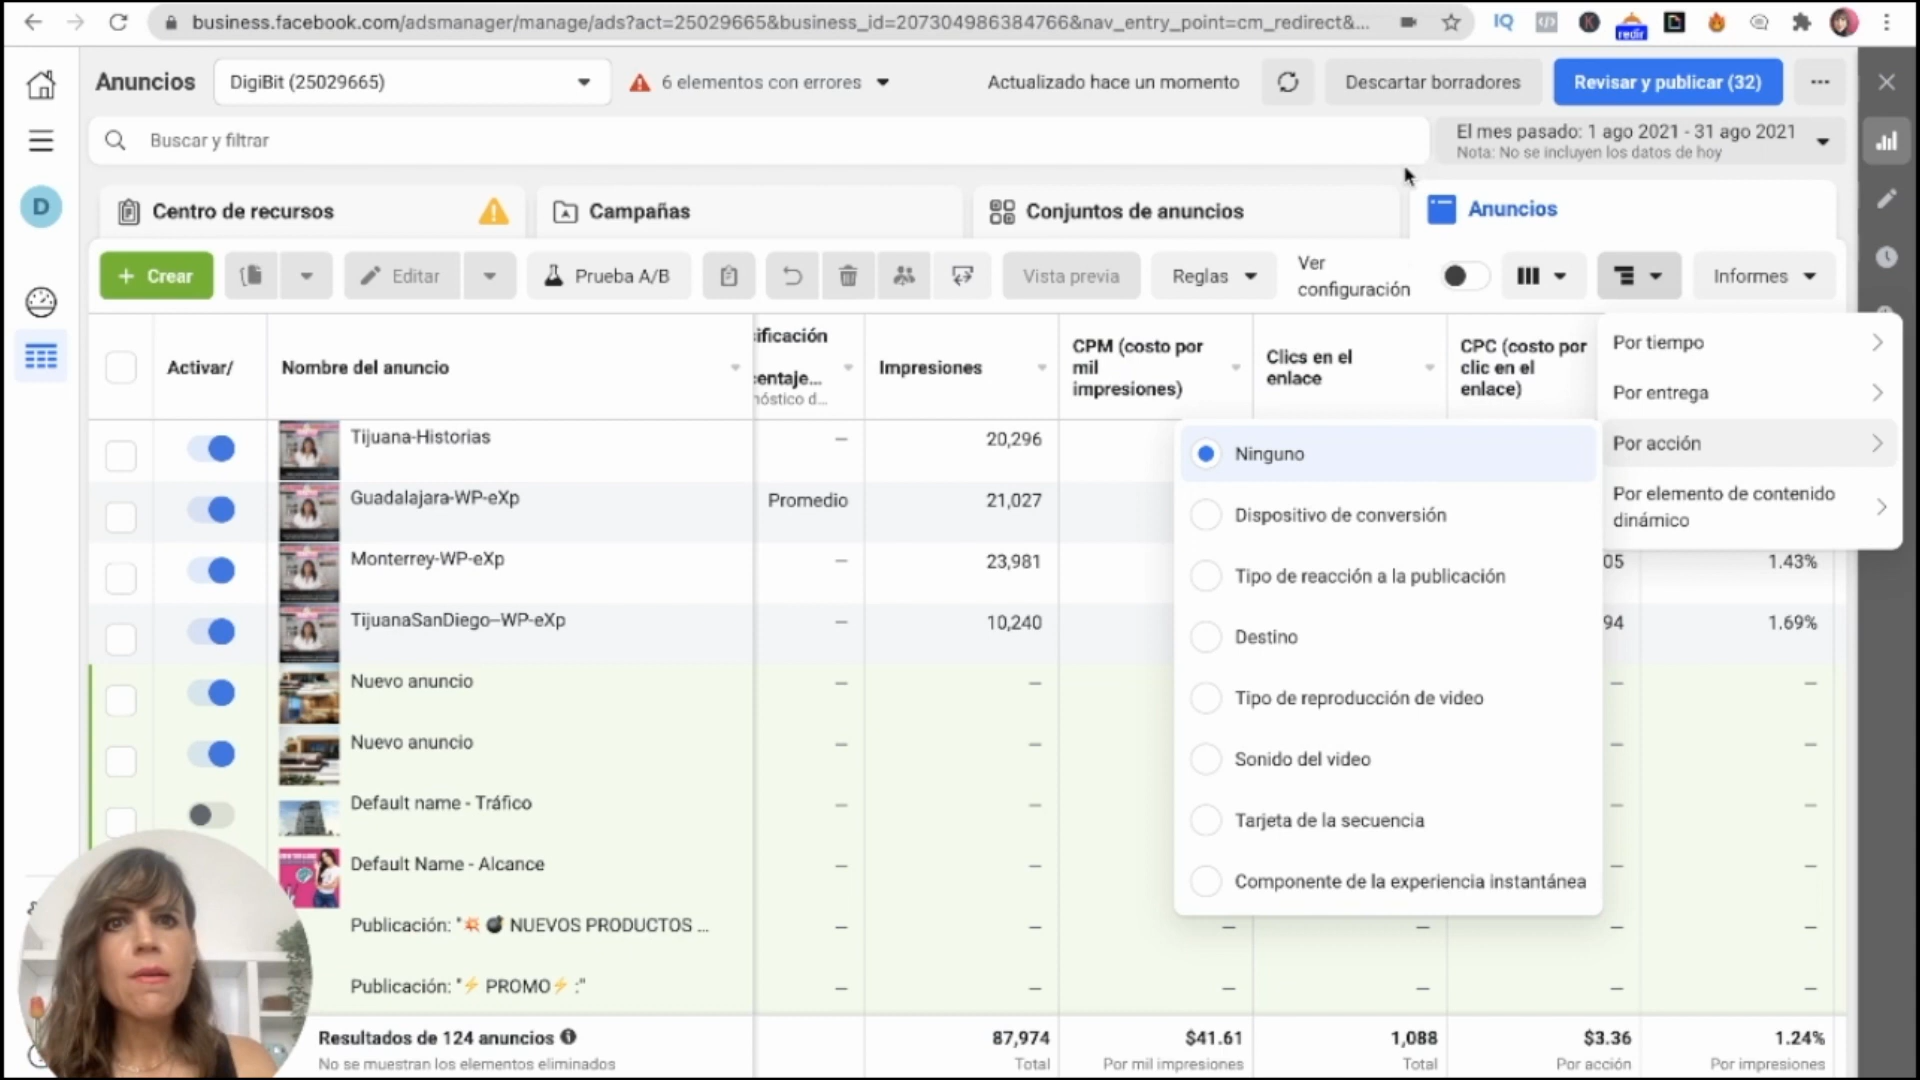 business.facebook.com/adsmanager/manage/ads?act=25029665&business_id=207304986384766&nav_entry_point=cm_redirect&...
IQ
K
redir
Anuncios
DigiBit (25029665)
6 elementos con errores
Actualizado hace un momento
Descartar borradores
Revisar y publicar (32)
Buscar y filtrar
El mes pasado: 1 ago 2021 - 31 ago 2021
Nota: No se incluyen los datos de hoy
D
Centro de recursos
Campañas
Conjuntos de anuncios
Anuncios
+ Crear
Editar
Prueba A/B
Vista previa
Reglas
Ver
configuración
Informes
Activar/
Nombre del anuncio
ificación
entaje...
nóstico d...
Impresiones
CPM (costo por
mil
impresiones)
Clics en el
enlace
CPC (costo por
clic en el
enlace)
Por tiempo
Por entrega
Por acción
Por elemento de contenido
dinámico
Ninguno
Dispositivo de conversión
Tipo de reacción a la publicación
Destino
Tipo de reproducción de video
Sonido del video
Tarjeta de la secuencia
Componente de la experiencia instantánea
Tijuana-Historias
— 20,296
Guadalajara-WP-eXp
Promedio 21,027
Monterrey-WP-eXp
— 23,981 05 1.43%
TijuanaSanDiego–WP-eXp
— 10,240 94 1.69%
Nuevo anuncio
— — — —
Nuevo anuncio
— — — —
Default name - Tráfico
— — — —
Default Name - Alcance
— — — —
Publicación: "💥 💣 NUEVOS PRODUCTOS ...
— — — — — —
Publicación: "⚡ PROMO⚡ :"
— — — — — —
Resultados de 124 anuncios
No se muestran los elementos eliminados
87,974
Total
$41.61
Por mil impresiones
1,088
Total
$3.36
Por acción
1.24%
Por impresiones